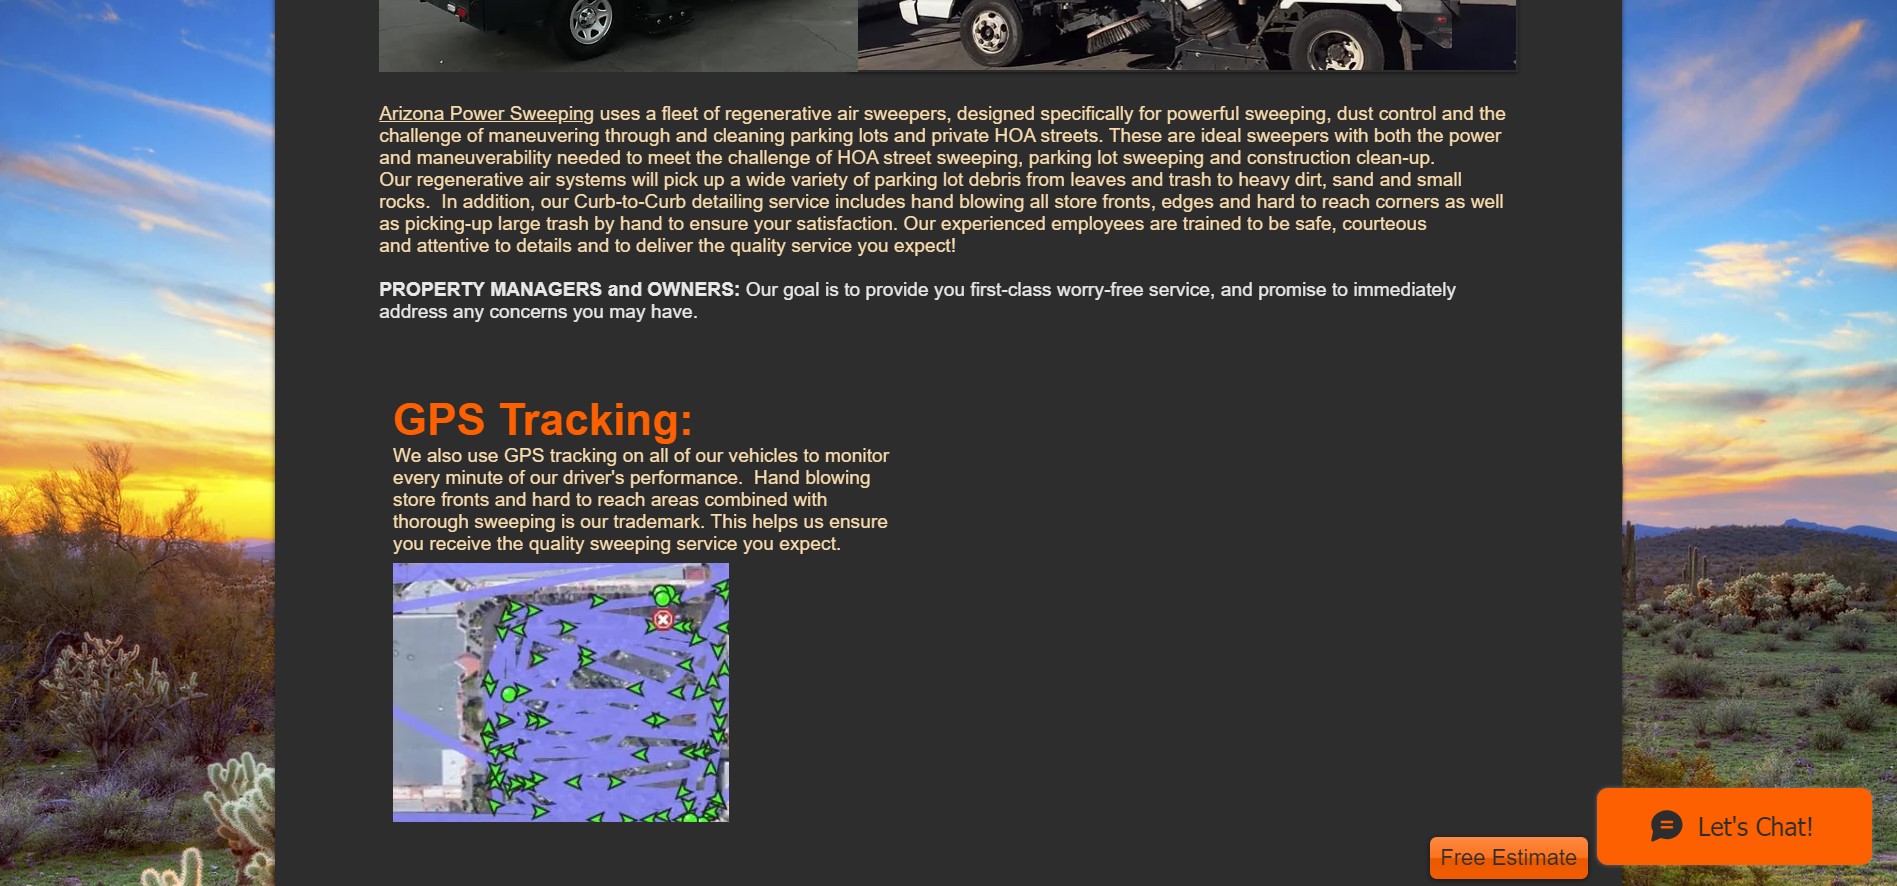 Arizona Power Sweeping uses a fleet of regenerative air sweepers, designed specifically for powerful sweeping, dust control and the
challenge of maneuvering through and cleaning parking lots and private HOA streets. These are ideal sweepers with both the power
and maneuverability needed to meet the challenge of HOA street sweeping, parking lot sweeping and construction clean-up.
Our regenerative air systems will pick up a wide variety of parking lot debris from leaves and trash to heavy dirt, sand and small
rocks.  In addition, our Curb-to-Curb detailing service includes hand blowing all store fronts, edges and hard to reach corners as well
as picking-up large trash by hand to ensure your satisfaction. Our experienced employees are trained to be safe, courteous
and attentive to details and to deliver the quality service you expect!
PROPERTY MANAGERS and OWNERS: Our goal is to provide you first-class worry-free service, and promise to immediately
address any concerns you may have.
GPS Tracking:
We also use GPS tracking on all of our vehicles to monitor
every minute of our driver's performance.  Hand blowing
store fronts and hard to reach areas combined with
thorough sweeping is our trademark. This helps us ensure
you receive the quality sweeping service you expect.
Let's Chat!
Free Estimate